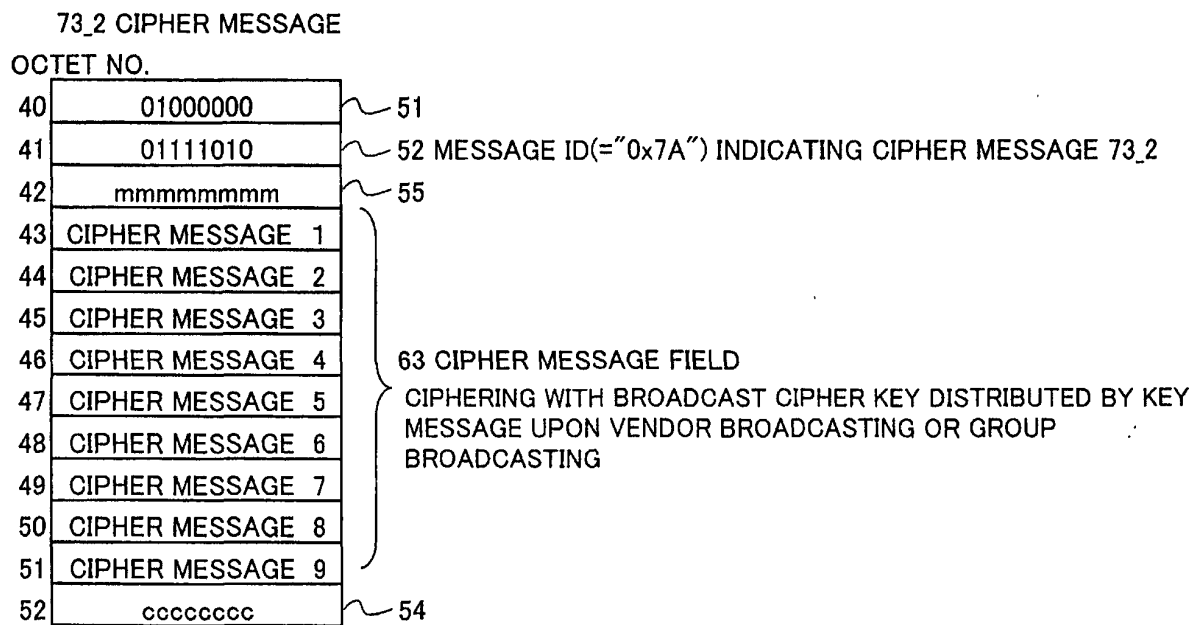 73_2 CIPHER MESSAGE
OCTET NO.
40 01000000 51
41 01111010 52 MESSAGE ID(="0x7A") INDICATING CIPHER MESSAGE 73_2
42 mmmmmmmm 55
43 CIPHER MESSAGE 1
44 CIPHER MESSAGE 2
45 CIPHER MESSAGE 3
46 CIPHER MESSAGE 4
63 CIPHER MESSAGE FIELD
47 CIPHER MESSAGE 5
CIPHERING WITH BROADCAST CIPHER KEY DISTRIBUTED BY KEY
MESSAGE UPON VENDOR BROADCASTING OR GROUP
BROADCASTING
48 CIPHER MESSAGE 6
49 CIPHER MESSAGE 7
50 CIPHER MESSAGE 8
51 CIPHER MESSAGE 9
52 cccccccc 54